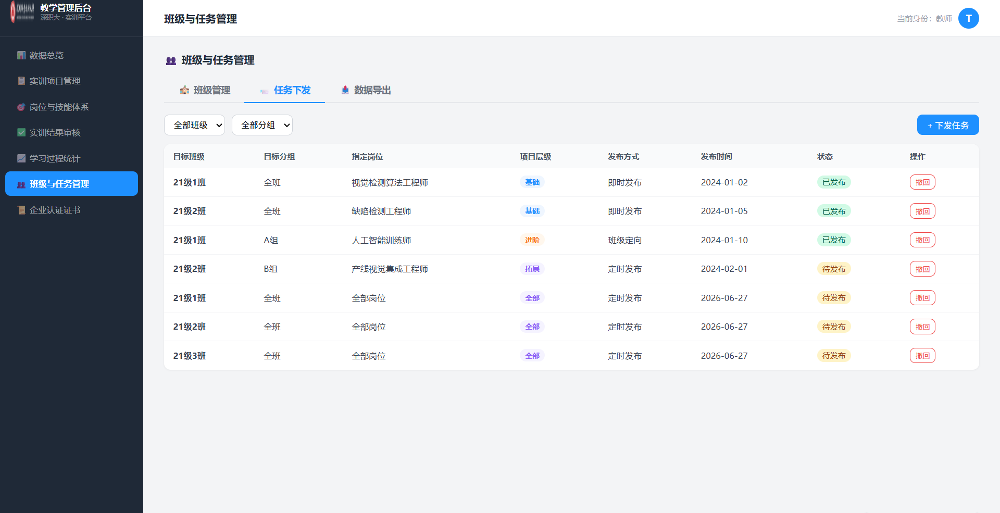 教学管理后台
深职大 · 实训平台
数据总览
实训项目管理
岗位与技能体系
实训结果审核
学习过程统计
班级与任务管理
企业认证证书
班级与任务管理
当前身份：教师
T
班级与任务管理
班级管理 任务下发 数据导出
全部班级 全部分组 + 下发任务
目标班级 目标分组 指定岗位 项目层级 发布方式 发布时间 状态 操作
21级1班 全班 视觉检测算法工程师 基础 即时发布 2024-01-02 已发布 撤回
21级2班 全班 缺陷检测工程师 基础 即时发布 2024-01-05 已发布 撤回
21级1班 A组 人工智能训练师 进阶 班级定向 2024-01-10 已发布 撤回
21级2班 B组 产线视觉集成工程师 拓展 定时发布 2024-02-01 待发布 撤回
21级1班 全班 全部岗位 全部 定时发布 2026-06-27 待发布 撤回
21级2班 全班 全部岗位 全部 定时发布 2026-06-27 待发布 撤回
21级3班 全班 全部岗位 全部 定时发布 2026-06-27 待发布 撤回